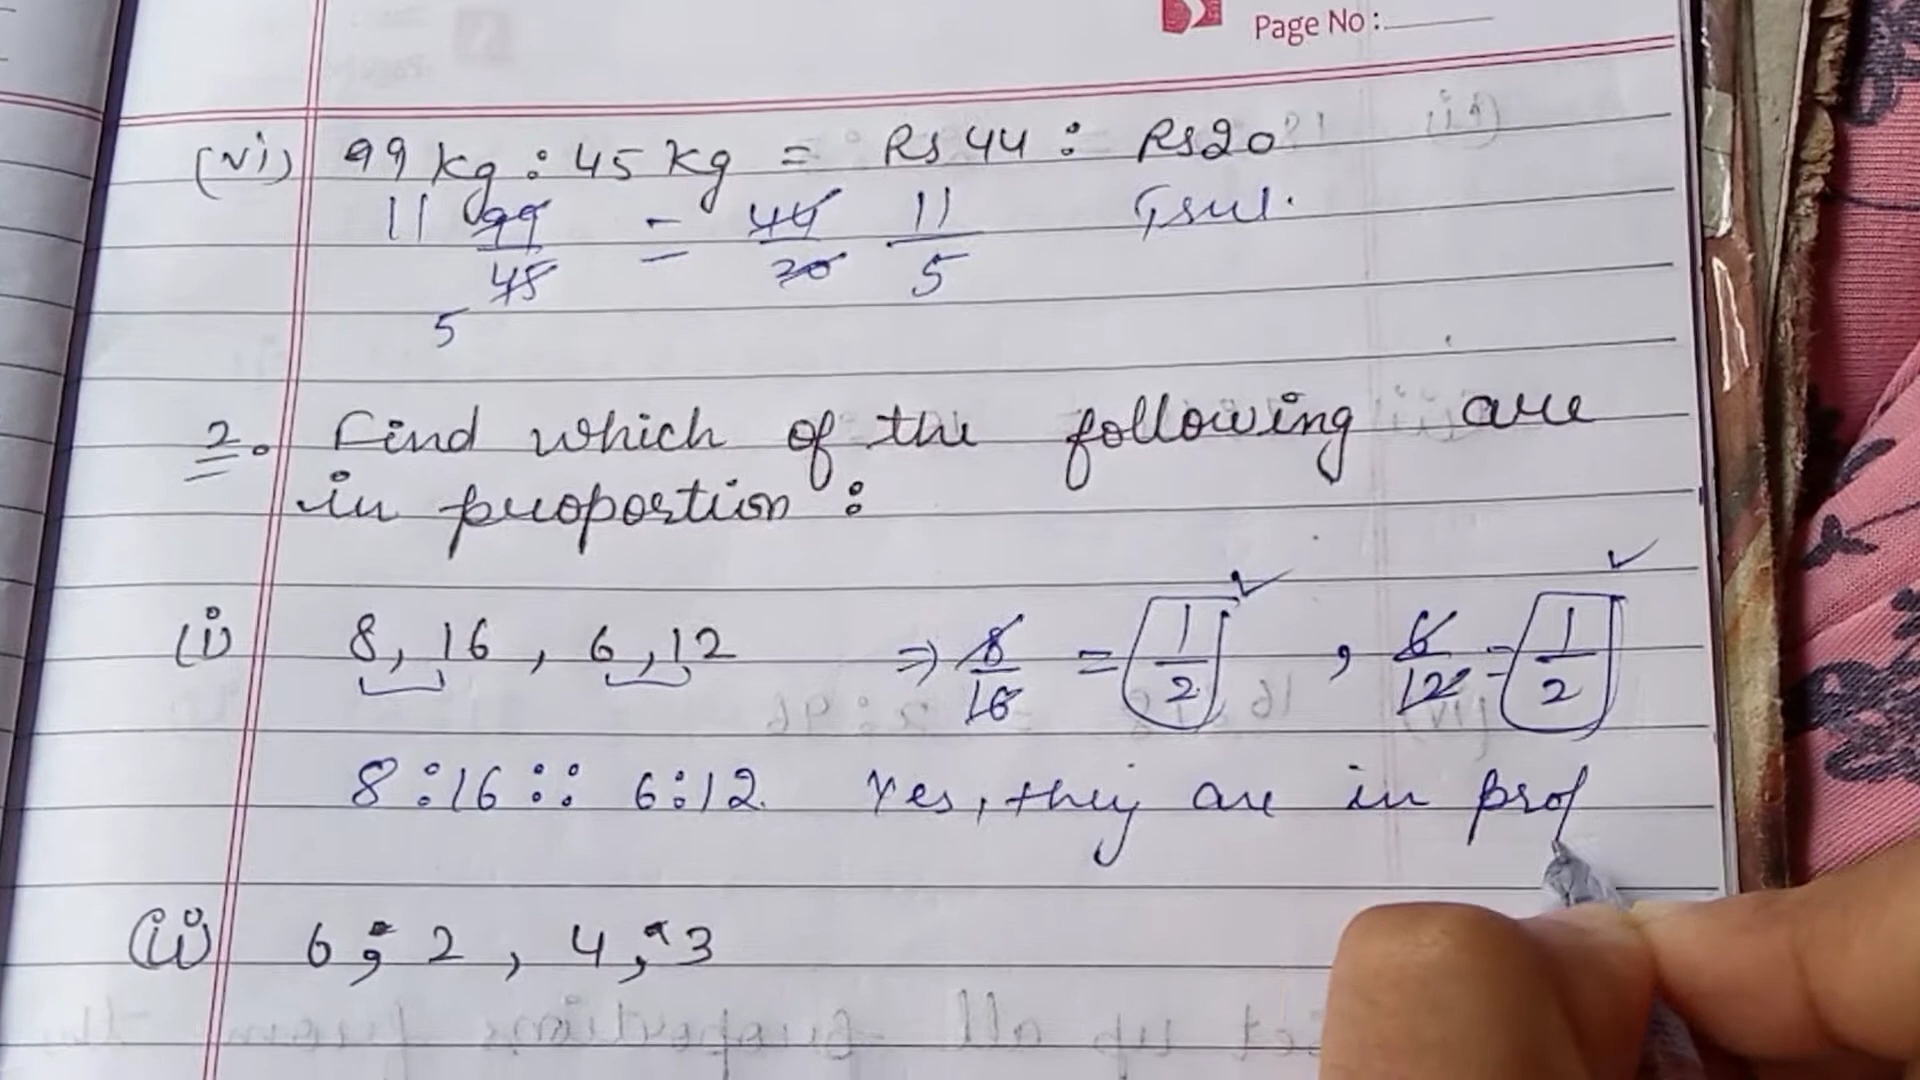 Page No :
(vi) 99 kg : 45 kg = Rs 44 : Rs 20
11 99/45 5 = 44/20 11/5 True.
2. Find which of the following are
in proportion :
(i) 8, 16, 6, 12 ⇒ 8/16 = 1/2 ✓, 6/12 = 1/2 ✓
8:16 :: 6:12. Yes, they are in prop
(ii) 6, 2, 4, 3